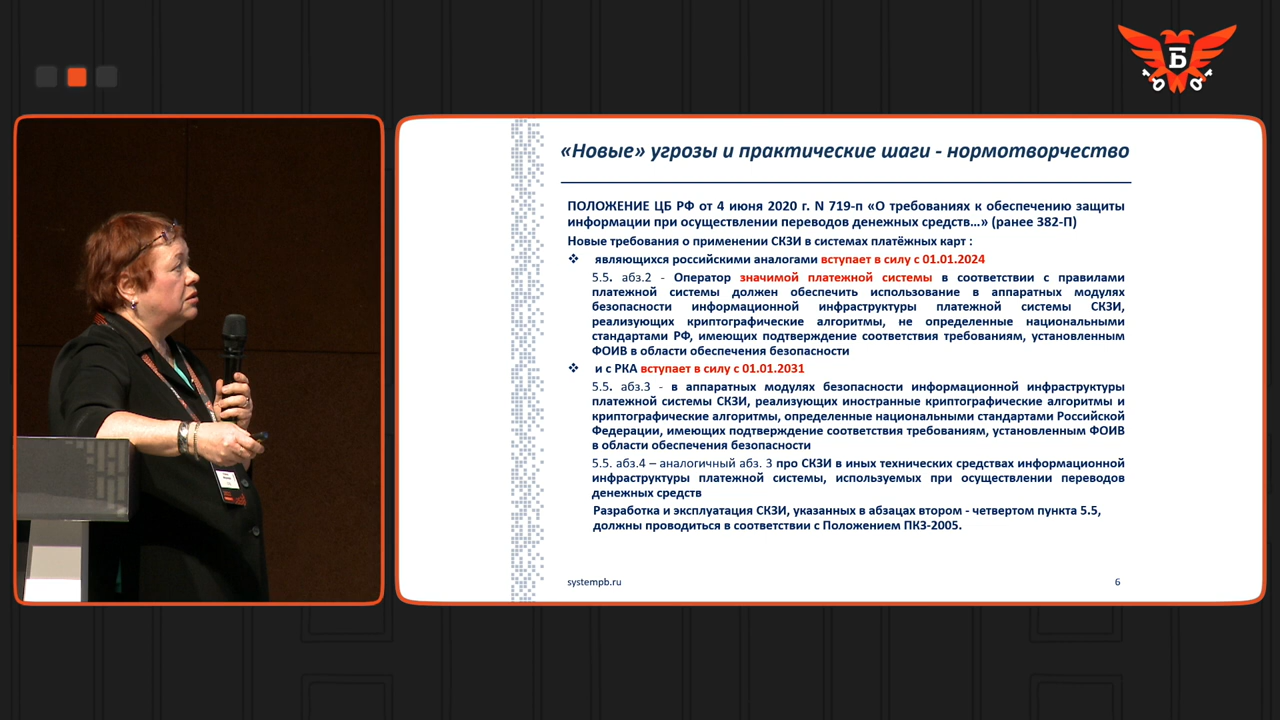 Б
«Новые» угрозы и практические шаги - нормотворчество
ПОЛОЖЕНИЕ ЦБ РФ от 4 июня 2020 г. N 719-п «О требованиях к обеспечению защиты
информации при осуществлении переводов денежных средств…» (ранее 382-П)
Новые требования о применении СКЗИ в системах платёжных карт :
❖ являющихся российскими аналогами вступает в силу с 01.01.2024
5.5. абз.2 - Оператор значимой платежной системы в соответствии с правилами
платежной системы должен обеспечить использование в аппаратных модулях
безопасности информационной инфраструктуры платежной системы СКЗИ,
реализующих криптографические алгоритмы, не определенные национальными
стандартами РФ, имеющих подтверждение соответствия требованиям, установленным
ФОИВ в области обеспечения безопасности
❖ и с РКА вступает в силу с 01.01.2031
5.5. абз.3 - в аппаратных модулях безопасности информационной инфраструктуры
платежной системы СКЗИ, реализующих иностранные криптографические алгоритмы и
криптографические алгоритмы, определенные национальными стандартами Российской
Федерации, имеющих подтверждение соответствия требованиям, установленным ФОИВ
в области обеспечения безопасности
5.5. абз.4 – аналогичный абз. 3 про СКЗИ в иных технических средствах информационной
инфраструктуры платежной системы, используемых при осуществлении переводов
денежных средств
Разработка и эксплуатация СКЗИ, указанных в абзацах втором - четвертом пункта 5.5,
должны проводиться в соответствии с Положением ПКЗ-2005.
systempb.ru
6